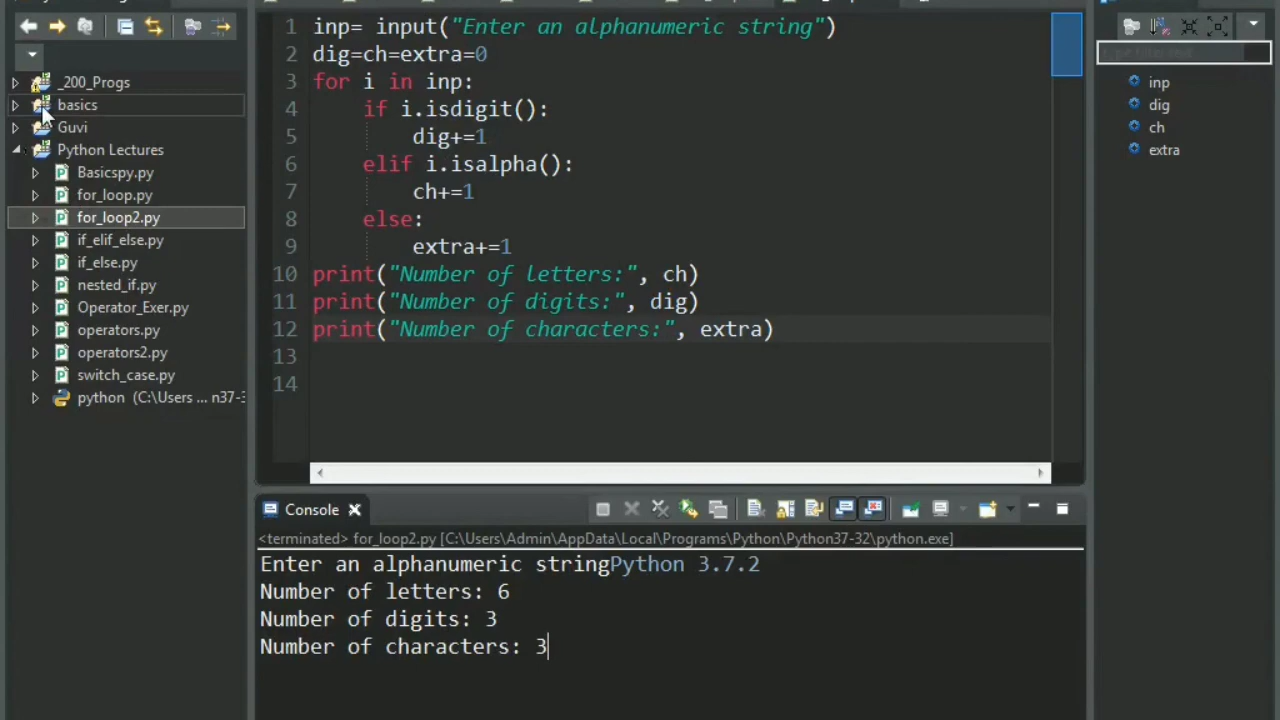 _200_Progs
basics
Guvi
Python Lectures
Basicspy.py
for_loop.py
for_loop2.py
if_elif_else.py
if_else.py
nested_if.py
Operator_Exer.py
operators.py
operators2.py
switch_case.py
python (C:\Users ... n37-3
1 inp= input("Enter an alphanumeric string")
2 dig=ch=extra=0
3 for i in inp:
4 if i.isdigit():
5 dig+=1
6 elif i.isalpha():
7 ch+=1
8 else:
9 extra+=1
10 print("Number of letters:", ch)
11 print("Number of digits:", dig)
12 print("Number of characters:", extra)
13
14
inp
dig
ch
extra
Console
<terminated> for_loop2.py [C:\Users\Admin\AppData\Local\Programs\Python\Python37-32\python.exe]
Enter an alphanumeric stringPython 3.7.2
Number of letters: 6
Number of digits: 3
Number of characters: 3